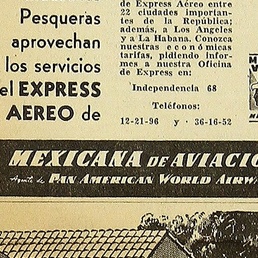 Pesqueras
aprovechan
los servicios
el EXPRESS
AEREO de
de Express Aéreo entre
22 ciudades importan-
tes de la República;
además, a Los Angeles
y a La Habana. Conozca
nuestras económicas
tarifas, pidiendo infor-
mes a nuestra Oficina
de Express en:
Independencia 68
Teléfonos:
12-21-96 y 36-16-52
MEXICANA DE AVIACIO
Agente de PAN AMERICAN WORLD AIRW